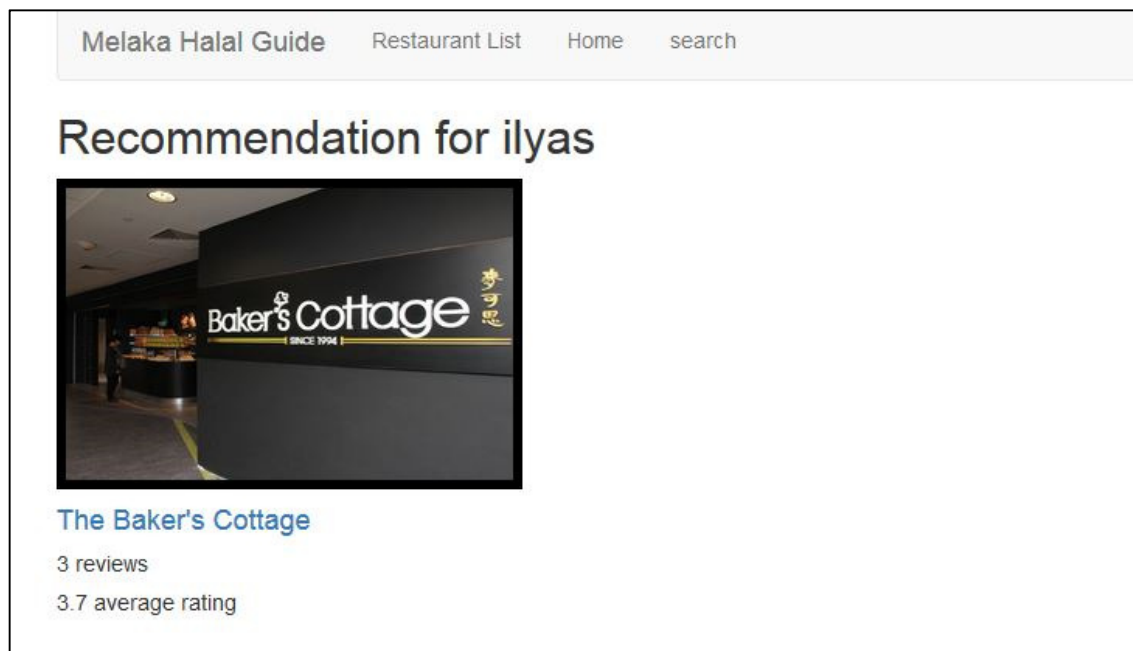 Melaka Halal Guide Restaurant List Home search
Recommendation for ilyas
Baker's Cottage
SINCE 1994
夢可思
The Baker's Cottage
3 reviews
3.7 average rating